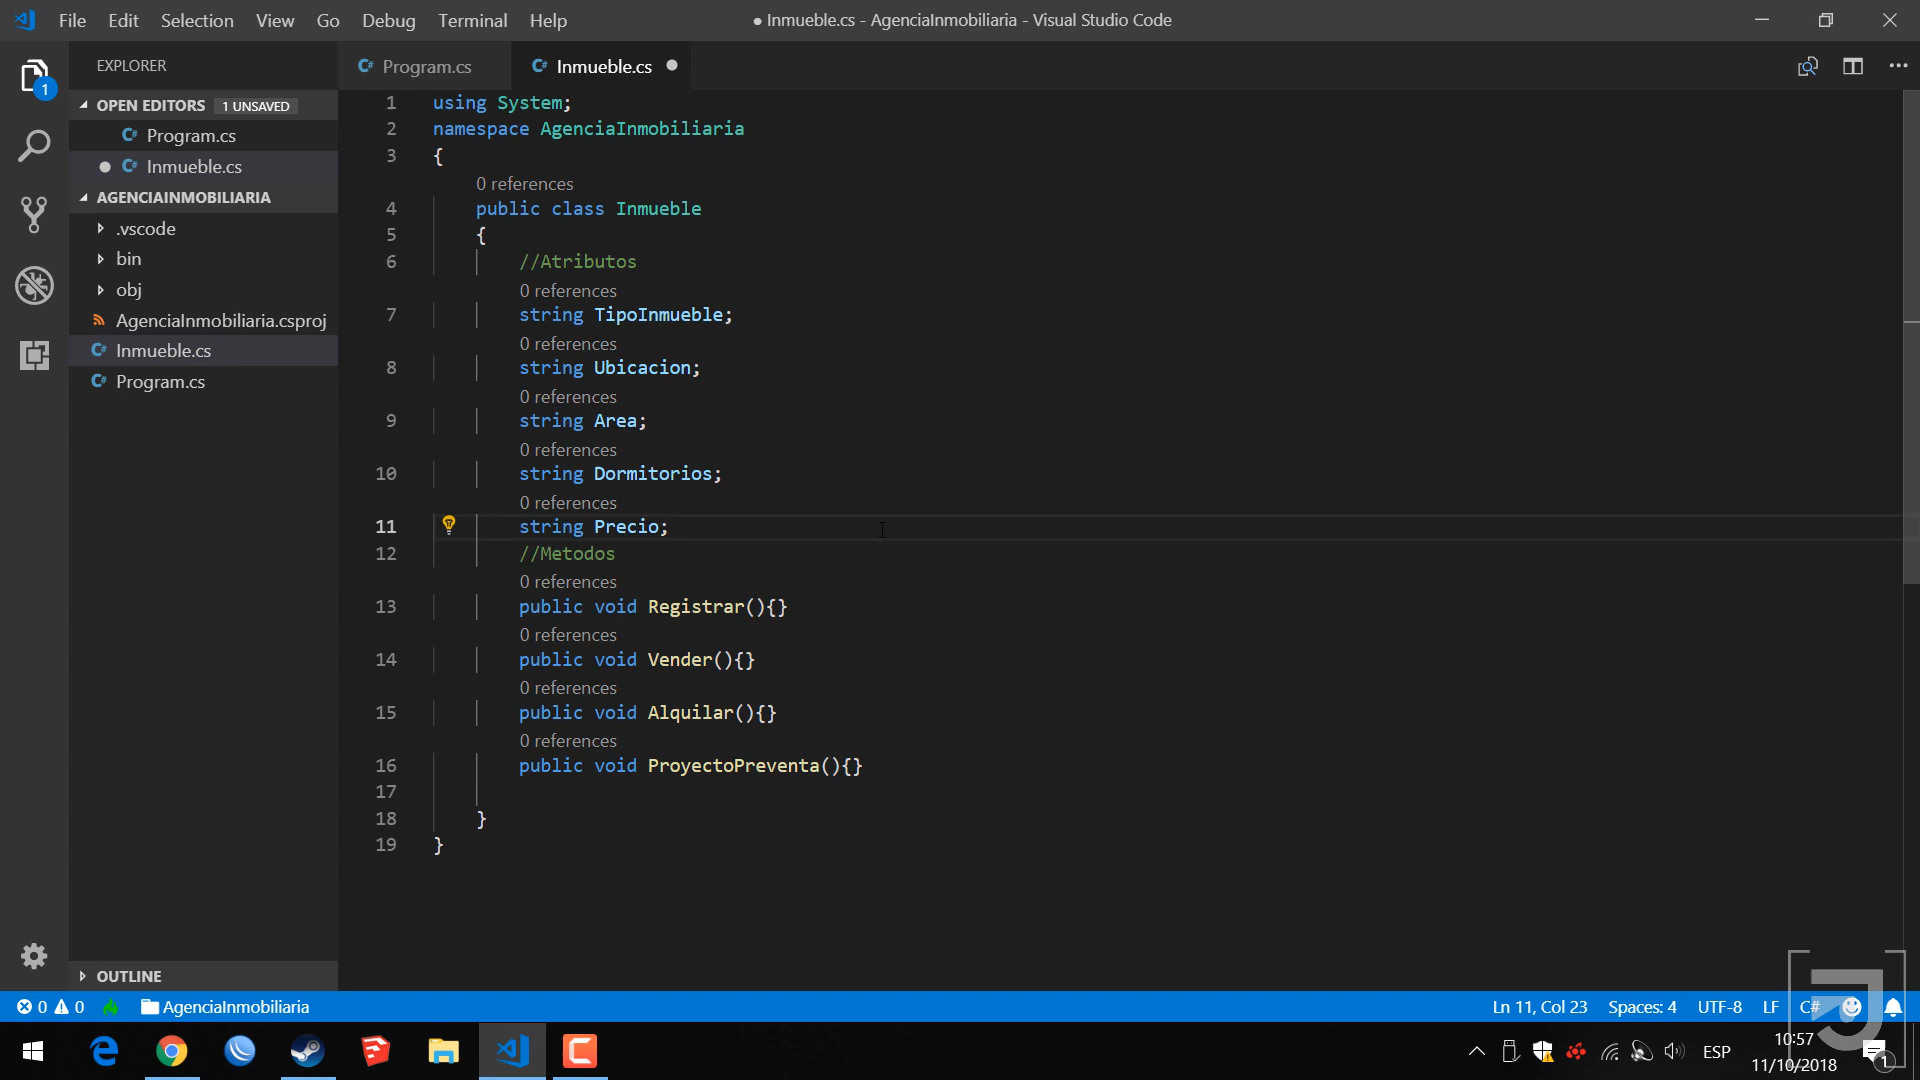 File Edit Selection View Go Debug Terminal Help
● Inmueble.cs - AgenciaInmobiliaria - Visual Studio Code
EXPLORER
Program.cs
Inmueble.cs
OPEN EDITORS 1 UNSAVED
Program.cs
Inmueble.cs
AGENCIAINMOBILIARIA
.vscode
bin
obj
AgenciaInmobiliaria.csproj
Inmueble.cs
Program.cs
OUTLINE
1 using System;
2 namespace AgenciaInmobiliaria
3 {
0 references
4 public class Inmueble
5 {
6 //Atributos
0 references
7 string TipoInmueble;
0 references
8 string Ubicacion;
0 references
9 string Area;
0 references
10 string Dormitorios;
0 references
11 string Precio;
12 //Metodos
0 references
13 public void Registrar(){}
0 references
14 public void Vender(){}
0 references
15 public void Alquilar(){}
0 references
16 public void ProyectoPreventa(){}
17
18 }
19 }
0 0 AgenciaInmobiliaria
Ln 11, Col 23 Spaces: 4 UTF-8 LF C#
ESP
10:57
11/10/2018
1
1